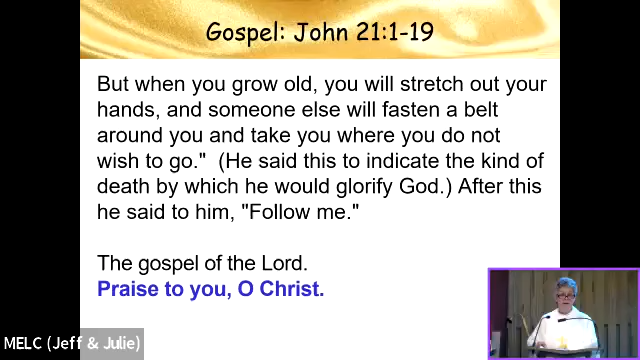 Gospel: John 21:1-19
But when you grow old, you will stretch out your
hands, and someone else will fasten a belt
around you and take you where you do not
wish to go."  (He said this to indicate the kind of
death by which he would glorify God.) After this
he said to him, "Follow me."
The gospel of the Lord.
Praise to you, O Christ.
MELC (Jeff & Julie)